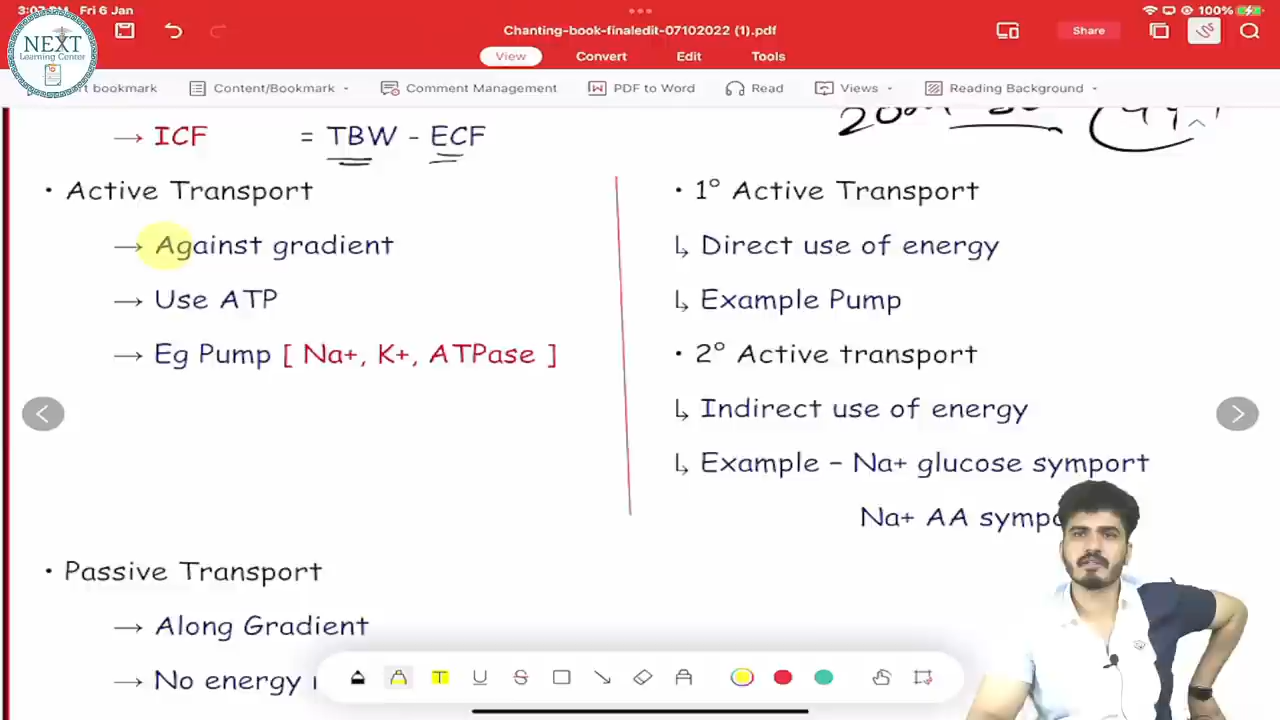 Fri 6 Jan
100%
NEXT
Learning Center
Chanting-book-finaledit-07102022 (1).pdf
Share
View
Convert
Edit
Tools
bookmark
Content/Bookmark
Comment Management
PDF to Word
Read
Views
Reading Background
→ ICF = TBW - ECF
• Active Transport
→ Against gradient
→ Use ATP
→ Eg Pump [ Na+, K+, ATPase ]
• 1° Active Transport
↳ Direct use of energy
↳ Example Pump
• 2° Active transport
↳ Indirect use of energy
↳ Example – Na+ glucose symport
Na+ AA sympo
• Passive Transport
→ Along Gradient
→ No energy